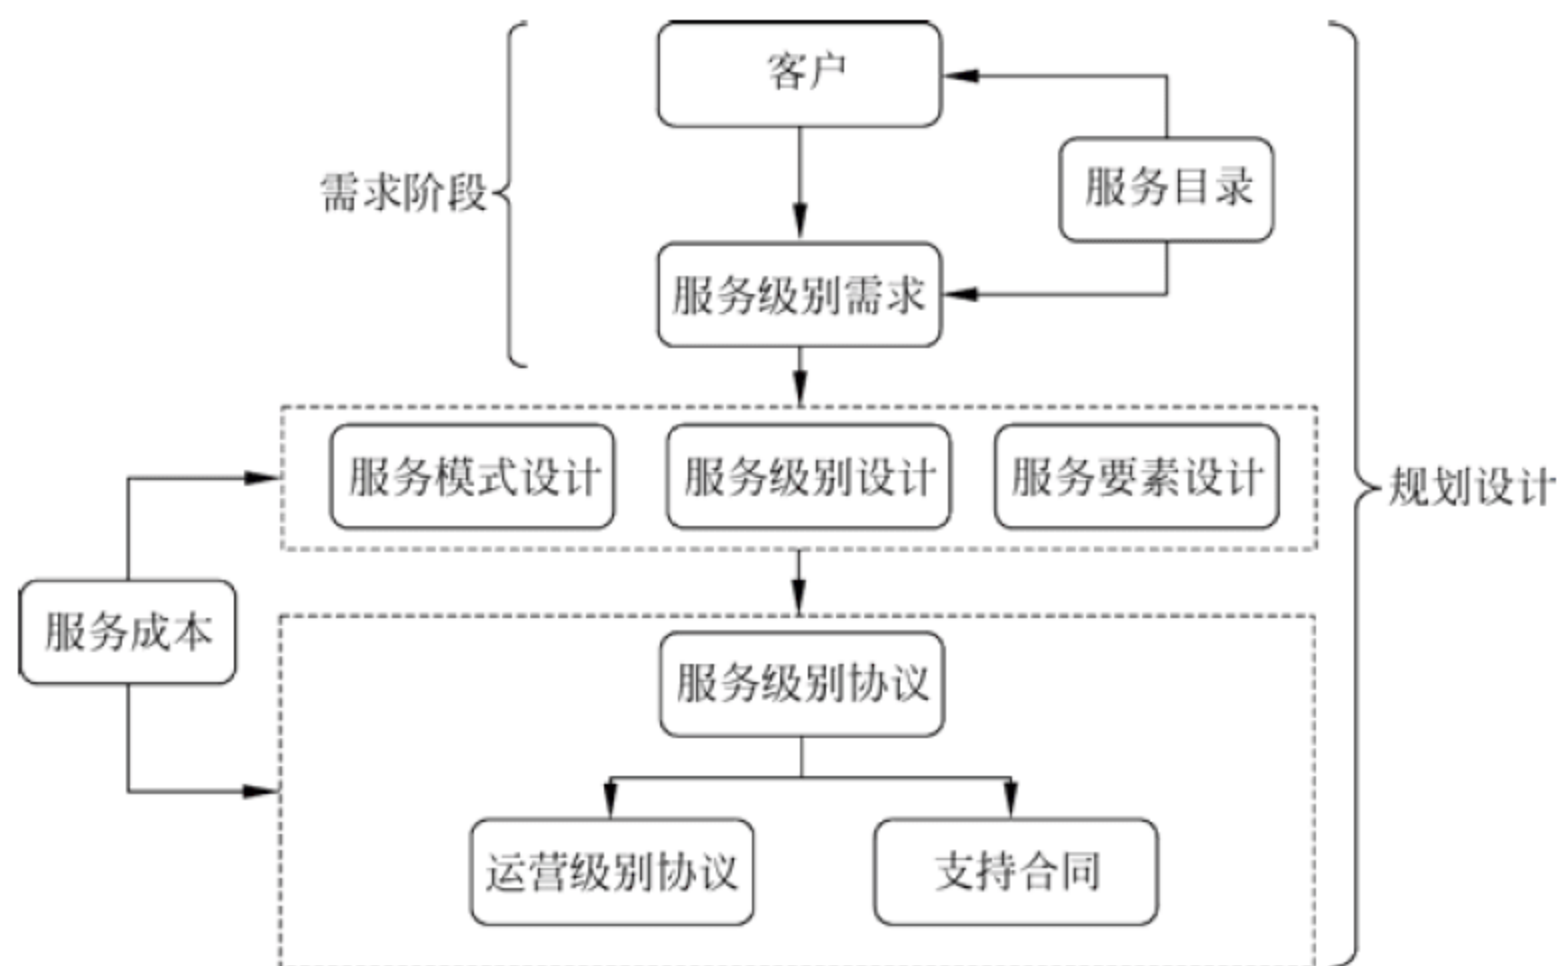 客户
服务目录
需求阶段
服务级别需求
服务模式设计
服务级别设计
服务要素设计
规划设计
服务成本
服务级别协议
运营级别协议
支持合同